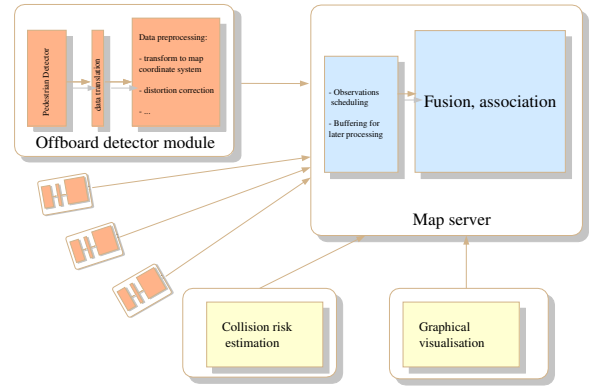 Pedestrian Detector
data translation
Data preprocessing:
- transform to map
coordinate system
- distortion correction
- ...
Offboard detector module
- Observations
scheduling
- Buffering for
later processing
Fusion, association
Map server
Collision risk
estimation
Graphical
visualisation